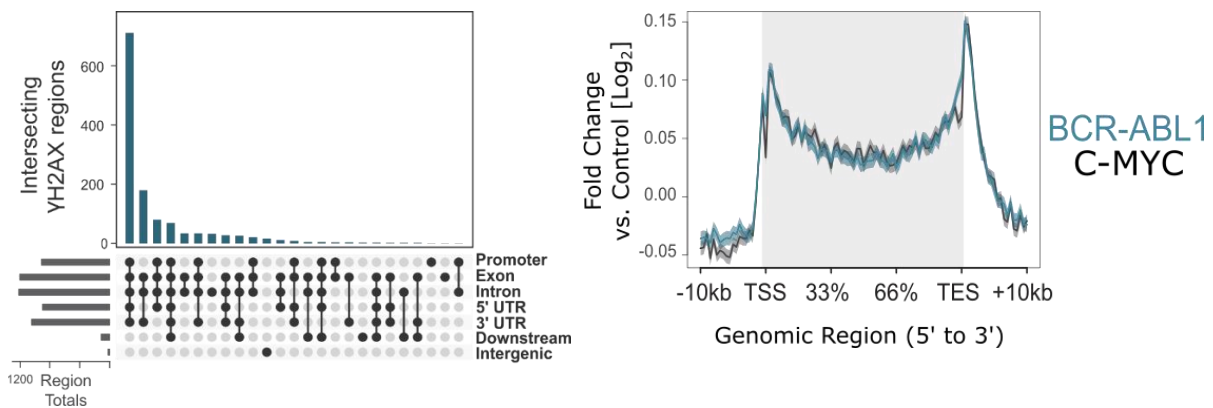 Intersecting
γH2AX regions
600
400
200
0
Promoter
Exon
Intron
5' UTR
3' UTR
Downstream
Intergenic
1200 Region
Totals
Fold Change
vs. Control [Log₂]
0.15
0.10
0.05
0.00
-0.05
-10kb TSS 33% 66% TES +10kb
Genomic Region (5' to 3')
BCR-ABL1
C-MYC